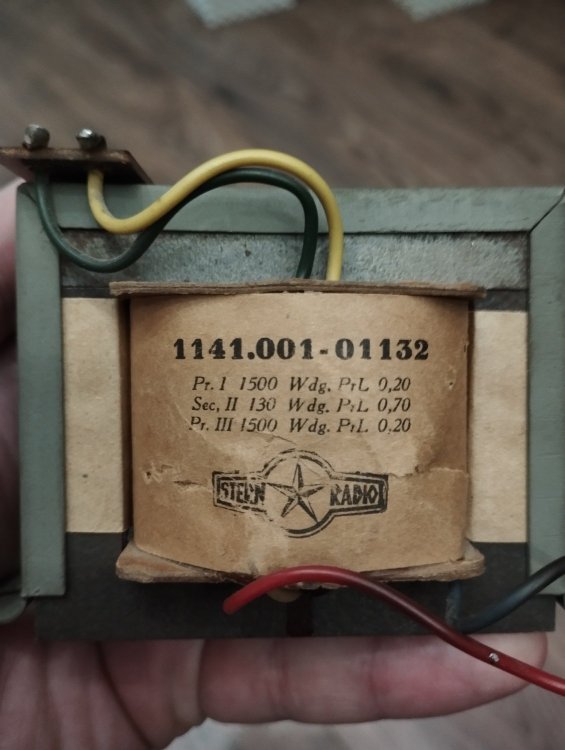 1141.001-01132
Pr. I 1500 Wdg. PrL 0,20
Sec, II 130 Wdg. PrL 0,70
Pr. III 1500 Wdg. PrL 0.20
STERN RADIO